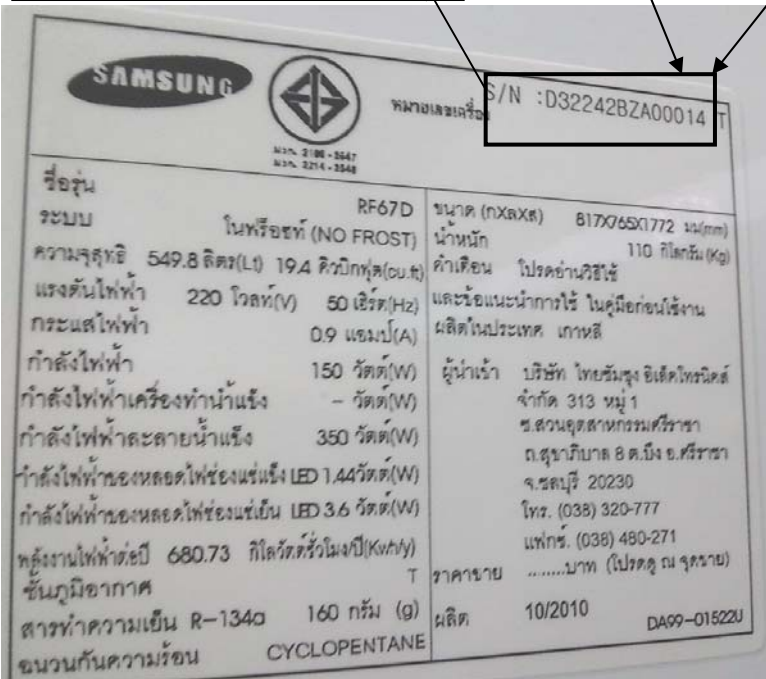 SAMSUNG
มอก. 2186-2547
มอก. 2214-2548
หมายเลขเครื่อง S/N :D32242BZA00014 T
ชื่อรุ่น RF67D
ระบบ โนฟร็อชท์ (NO FROST)
ความจุสุทธิ 549.8 ลิตร(Lt) 19.4 คิวบิกฟุต(cu.ft)
แรงดันไฟฟ้า 220 โวลท์(V) 50 เฮิร์ต(Hz)
กระแสไฟฟ้า 0.9 แอมป์(A)
กำลังไฟฟ้า 150 วัตต์(W)
กำลังไฟฟ้าเครื่องทำน้ำแข็ง – วัตต์(W)
กำลังไฟฟ้าละลายน้ำแข็ง 350 วัตต์(W)
กำลังไฟฟ้าของหลอดไฟช่องแช่แข็ง LED 1.44วัตต์(W)
กำลังไฟฟ้าของหลอดไฟช่องแช่เย็น LED 3.6 วัตต์(W)
พลังงานไฟฟ้าต่อปี 680.73 กิโลวัตต์ชั่วโมง/ปี(Kwh/y)
ชั้นภูมิอากาศ T
สารทำความเย็น R-134a 160 กรัม (g)
ฉนวนกันความร้อน CYCLOPENTANE
ขนาด (กXลXส) 817X765X1772 มม(mm)
น้ำหนัก 110 กิโลกรัม(Kg)
คำเตือน โปรดอ่านวิธีใช้
และข้อแนะนำการใช้ ในคู่มือก่อนใช้งาน
ผลิตในประเทศ เกาหลี
ผู้นำเข้า บริษัท ไทยซัมซุง อิเล็คโทรนิคส์
จำกัด 313 หมู่ 1
ซ.สวนอุตสาหกรรมศรีราชา
ถ.สุขาภิบาล 8 ต.บึง อ.ศรีราชา
จ.ชลบุรี 20230
โทร. (038) 320-777
แฟกซ์. (038) 480-271
ราคาขาย ........บาท (โปรดดู ณ จุดขาย)
ผลิต 10/2010
DA99-01522U